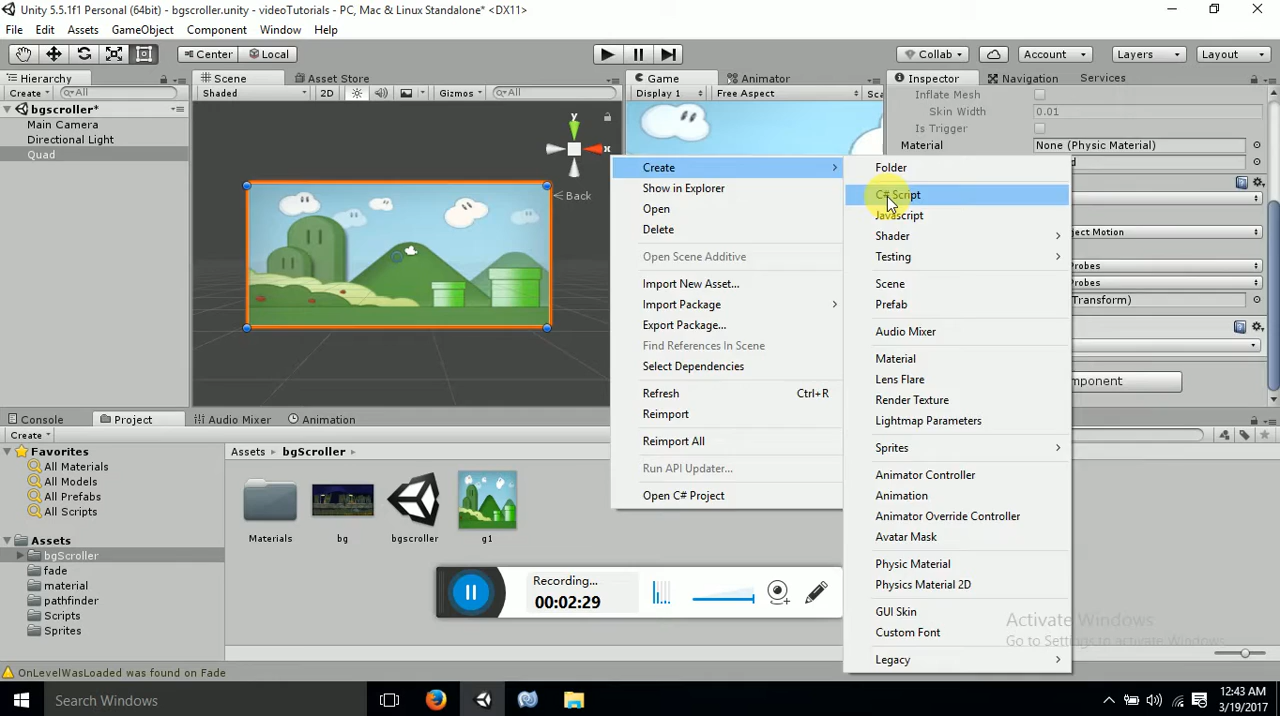 Unity 5.5.1f1 Personal (64bit) - bgscroller.unity - videoTutorials - PC, Mac & Linux Standalone* <DX11>
File Edit Assets GameObject Component Window Help
Center Local Collab Account Layers Layout
Hierarchy Scene Asset Store Game Animator Inspector Navigation Services
Create All Shaded 2D Gizmos All Display 1 Free Aspect Sca
Inflate Mesh
Skin Width 0.01
Is Trigger
Material None (Physic Material)
bgscroller*
Main Camera
Directional Light
Quad
y
x
Back
Create
Show in Explorer
Open
Delete
Open Scene Additive
Import New Asset...
Import Package
Export Package...
Find References In Scene
Select Dependencies
Refresh Ctrl+R
Reimport
Reimport All
Run API Updater...
Open C# Project
Folder
C# Script
Javascript
Shader
Testing
Scene
Prefab
Audio Mixer
Material
Lens Flare
Render Texture
Lightmap Parameters
Sprites
Animator Controller
Animation
Animator Override Controller
Avatar Mask
Physic Material
Physics Material 2D
GUI Skin
Custom Font
Legacy
d
ject Motion
Probes
Probes
Transform)
mponent
Console Project Audio Mixer Animation
Create
Favorites
All Materials
All Models
All Prefabs
All Scripts
Assets
bgScroller
fade
material
pathfinder
Scripts
Sprites
Assets bgScroller
Materials bg bgscroller g1
Recording...
00:02:29
Activate Windows
Go to Settings to activate Windows.
OnLevelWasLoaded was found on Fade
Search Windows
12:43 AM
3/19/2017